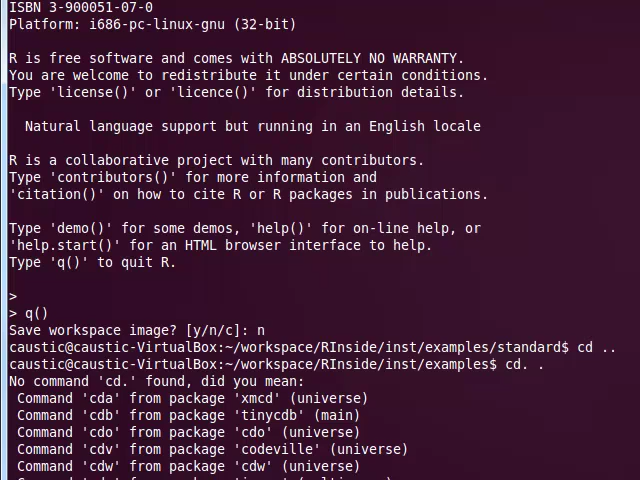 ISBN 3-900051-07-0
Platform: i686-pc-linux-gnu (32-bit)
R is free software and comes with ABSOLUTELY NO WARRANTY.
You are welcome to redistribute it under certain conditions.
Type 'license()' or 'licence()' for distribution details.
Natural language support but running in an English locale
R is a collaborative project with many contributors.
Type 'contributors()' for more information and
'citation()' on how to cite R or R packages in publications.
Type 'demo()' for some demos, 'help()' for on-line help, or
'help.start()' for an HTML browser interface to help.
Type 'q()' to quit R.
>
> q()
Save workspace image? [y/n/c]: n
caustic@caustic-VirtualBox:~/workspace/RInside/inst/examples/standard$ cd ..
caustic@caustic-VirtualBox:~/workspace/RInside/inst/examples$ cd. .
No command 'cd.' found, did you mean:
Command 'cda' from package 'xmcd' (universe)
Command 'cdb' from package 'tinycdb' (main)
Command 'cdo' from package 'cdo' (universe)
Command 'cdv' from package 'codeville' (universe)
Command 'cdw' from package 'cdw' (universe)